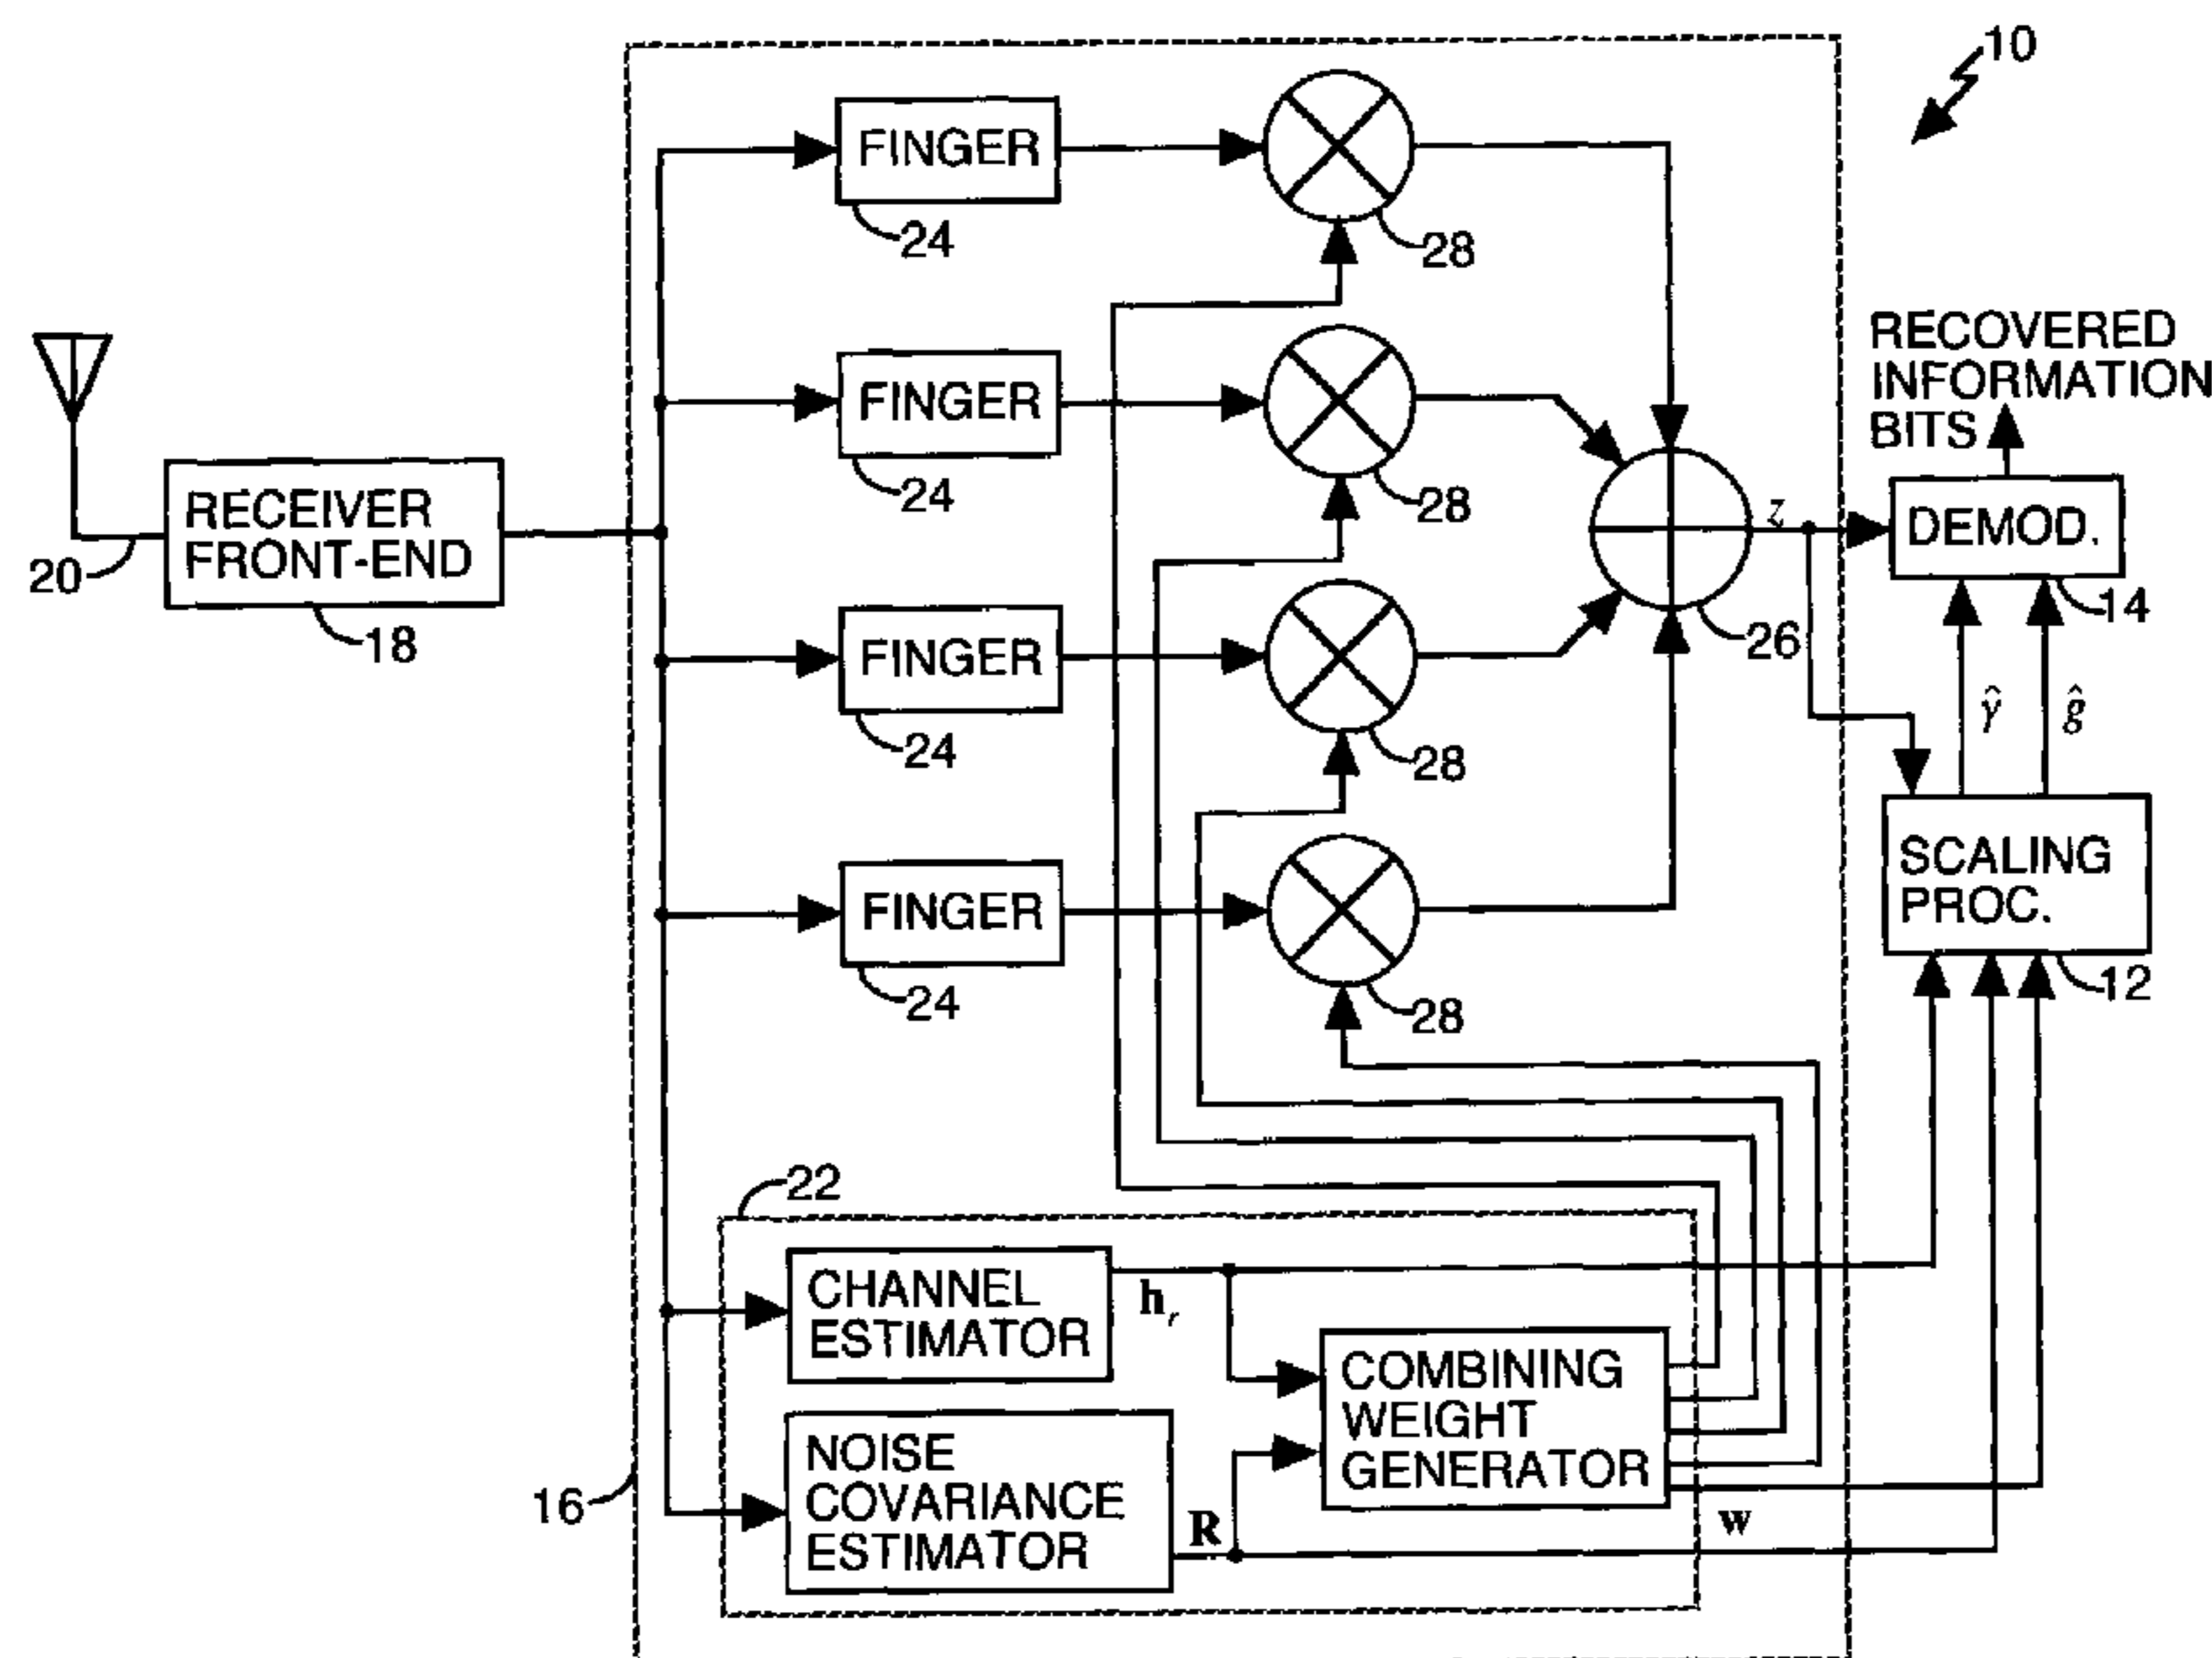 10
FINGER
24
28
FINGER
24
28
RECOVERED
INFORMATION
BITS
RECEIVER
FRONT-END
20
18
z
DEMOD.
14
26
FINGER
24
28
γ̂
ĝ
FINGER
24
28
SCALING
PROC.
12
22
CHANNEL
ESTIMATOR
h_r
COMBINING
WEIGHT
GENERATOR
NOISE
COVARIANCE
ESTIMATOR
R
w
16